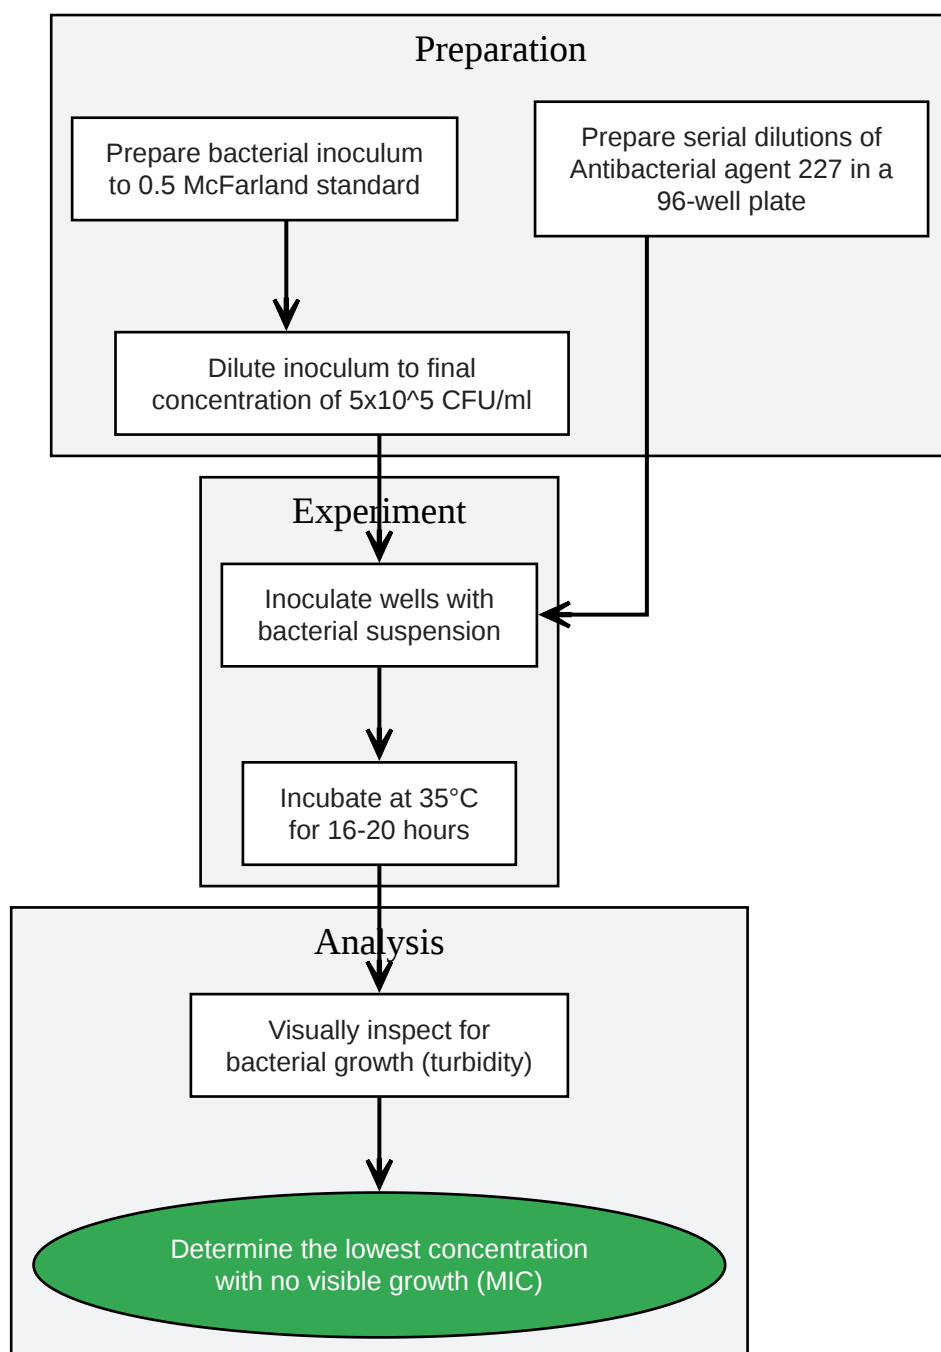 Preparation
Prepare bacterial inoculum
to 0.5 McFarland standard
Prepare serial dilutions of
Antibacterial agent 227 in a
96-well plate
Dilute inoculum to final
concentration of 5x10^5 CFU/ml
Experiment
Inoculate wells with
bacterial suspension
Incubate at 35°C
for 16-20 hours
Analysis
Visually inspect for
bacterial growth (turbidity)
Determine the lowest concentration
with no visible growth (MIC)